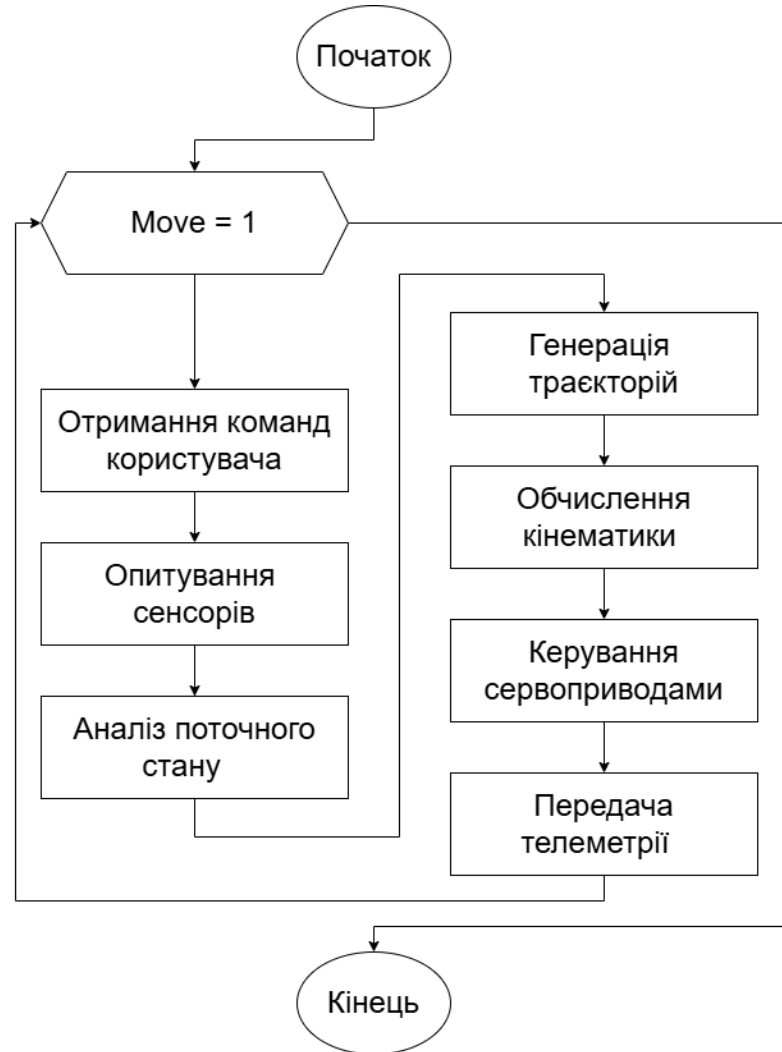 Початок
Move = 1
Отримання команд
користувача
Опитування
сенсорів
Аналіз поточного
стану
Генерація
траєкторій
Обчислення
кінематики
Керування
сервоприводами
Передача
телеметрії
Кінець